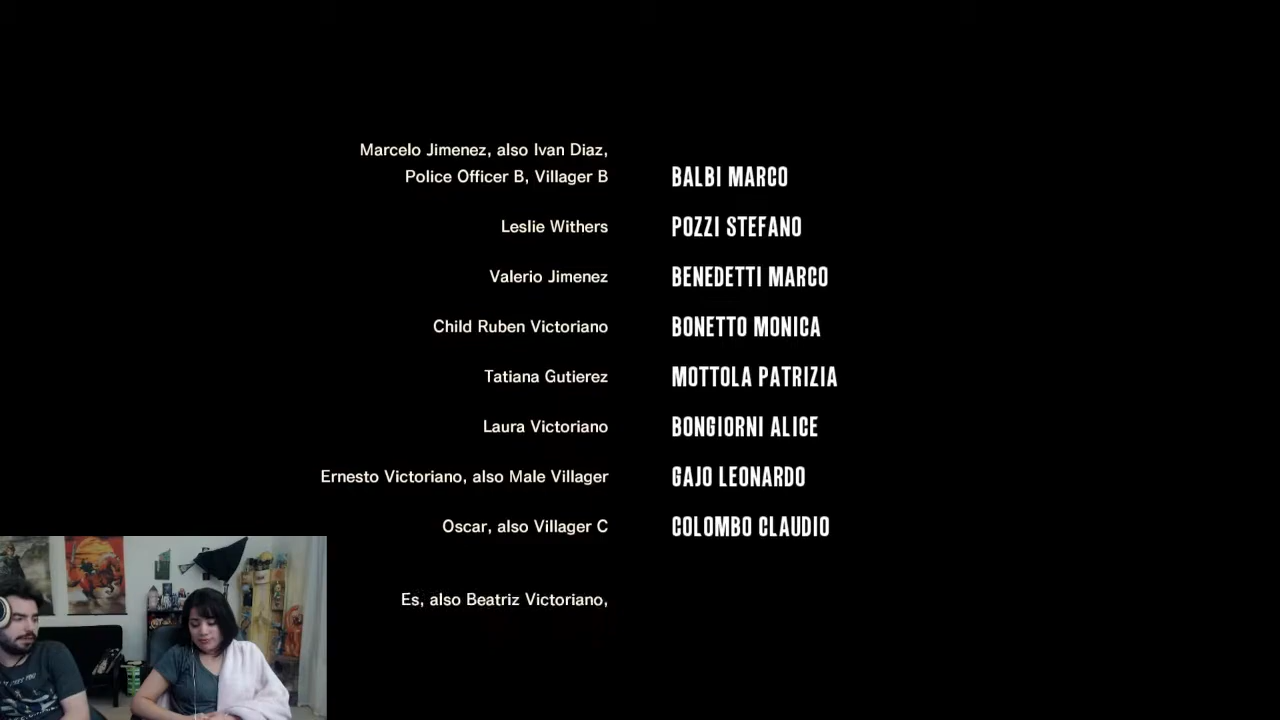 Marcelo Jimenez, also Ivan Diaz,
Police Officer B, Villager B BALBI MARCO
Leslie Withers POZZI STEFANO
Valerio Jimenez BENEDETTI MARCO
Child Ruben Victoriano BONETTO MONICA
Tatiana Gutierez MOTTOLA PATRIZIA
Laura Victoriano BONGIORNI ALICE
Ernesto Victoriano, also Male Villager GAJO LEONARDO
Oscar, also Villager C COLOMBO CLAUDIO
Es, also Beatriz Victoriano,